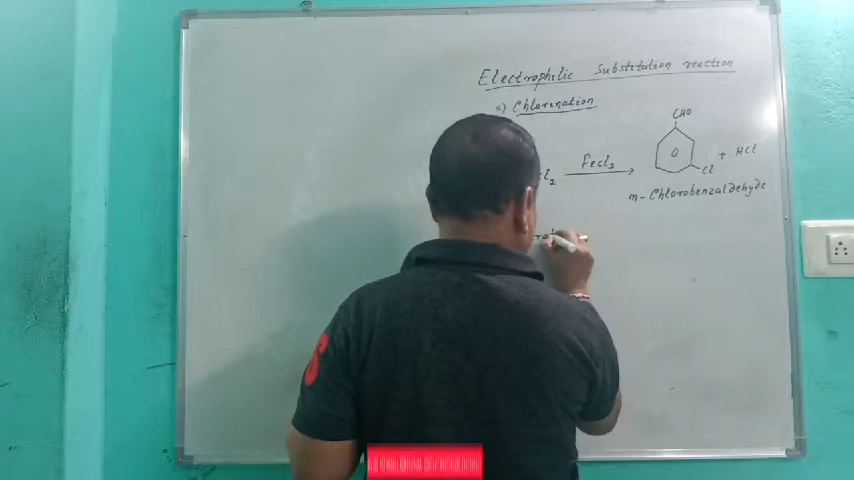 Electrophilic Substitution reaction
a) Chlorination
CHO
FeCl3
+ HCl
Cl
m-Chlorobenzaldehyde